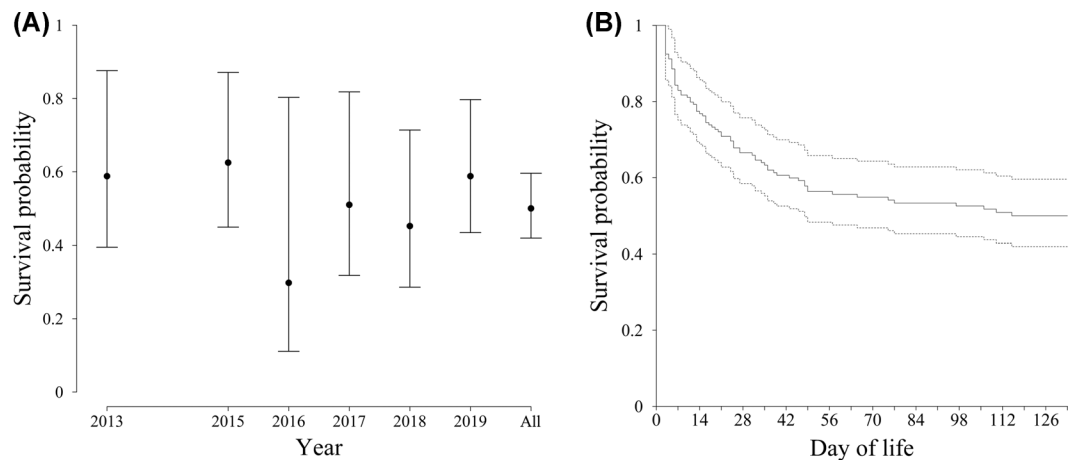 (A)
Survival probability
1
0.8
0.6
0.4
0.2
0
2013 2015 2016 2017 2018 2019 All
Year
(B)
Survival probability
1
0.8
0.6
0.4
0.2
0
0 14 28 42 56 70 84 98 112 126
Day of life